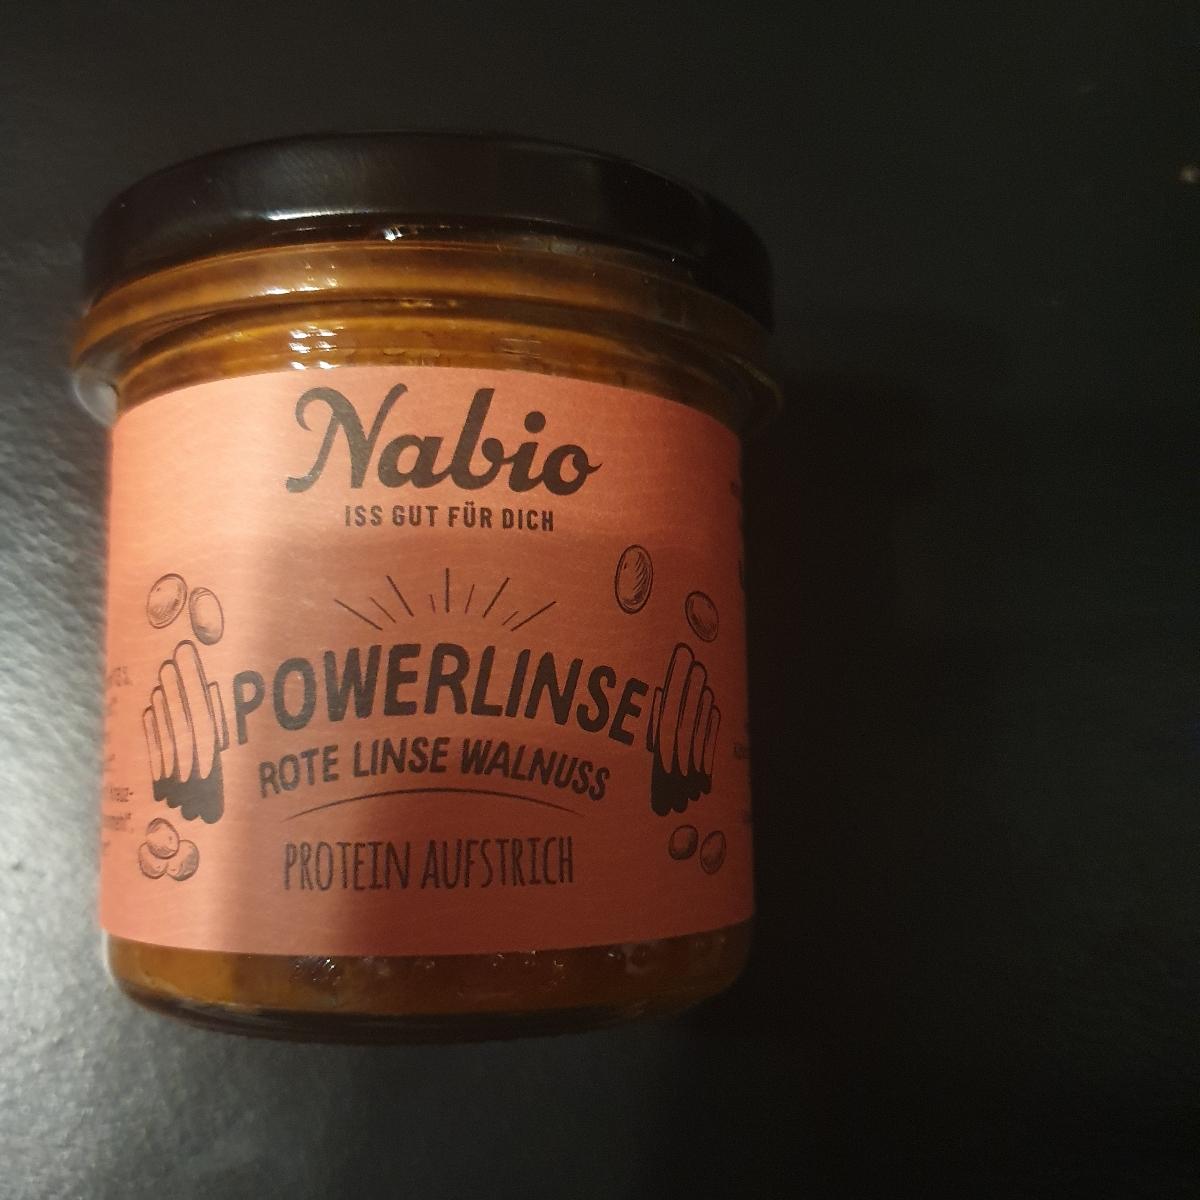 Nabio
ISS GUT FÜR DICH
POWERLINSE
ROTE LINSE WALNUSS
PROTEIN AUFSTRICH